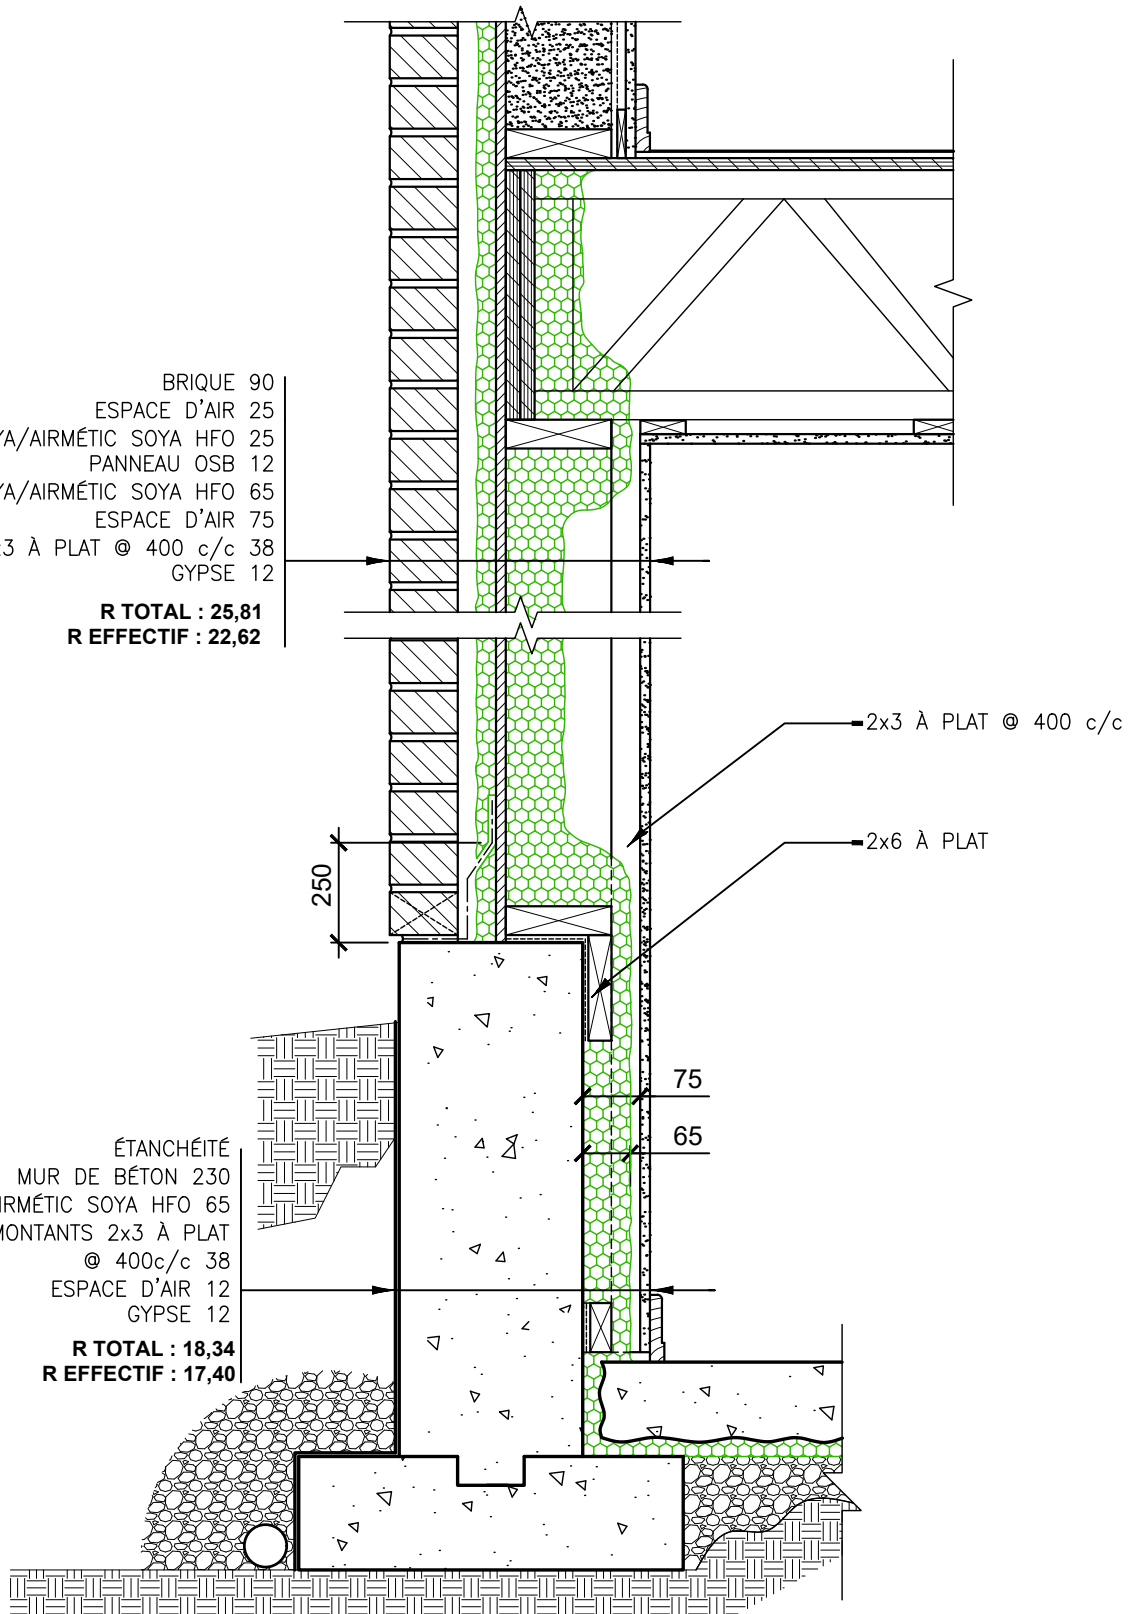 BRIQUE 90
ESPACE D'AIR 25
YA/AIRMÉTIC SOYA HFO 25
PANNEAU OSB 12
YA/AIRMÉTIC SOYA HFO 65
ESPACE D'AIR 75
x3 À PLAT @ 400 c/c 38
GYPSE 12
R TOTAL : 25,81
R EFFECTIF : 22,62
2x3 À PLAT @ 400 c/c
2x6 À PLAT
250
75
65
ÉTANCHÉITÉ
MUR DE BÉTON 230
IRMÉTIC SOYA HFO 65
MONTANTS 2x3 À PLAT
@ 400c/c 38
ESPACE D'AIR 12
GYPSE 12
R TOTAL : 18,34
R EFFECTIF : 17,40